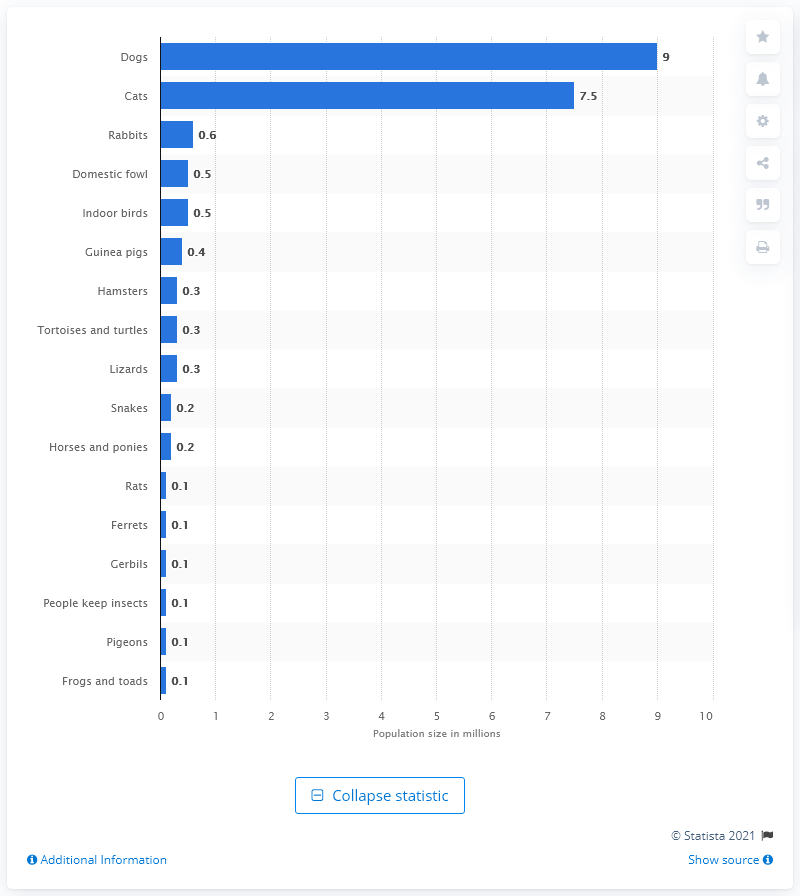 Dogs 9
Cats 7.5
Rabbits 0.6
Domestic fowl 0.5
Indoor birds 0.5
Guinea pigs 0.4
Hamsters 0.3
Tortoises and turtles 0.3
Lizards 0.3
Snakes 0.2
Horses and ponies 0.2
Rats 0.1
Ferrets 0.1
Gerbils 0.1
People keep insects 0.1
Pigeons 0.1
Frogs and toads 0.1
0 1 2 3 4 5 6 7 8 9 10
Population size in millions
Collapse statistic
© Statista 2021
Additional Information Show source